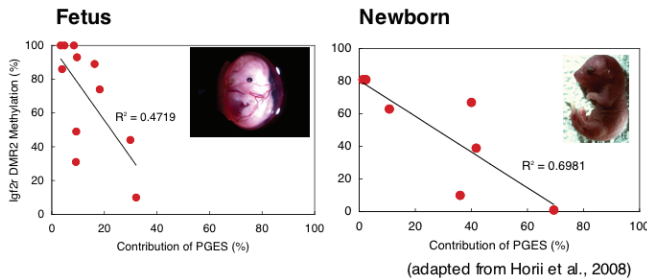 Fetus
Newborn
Igf2r DMR2 Methylation (%)
100
80
60
40
20
0
R² = 0.4719
0 20 40 60 80 100
Contribution of PGES (%)
100
80
60
40
20
0
R² = 0.6981
0 20 40 60 80 100
Contribution of PGES (%)
(adapted from Horii et al., 2008)